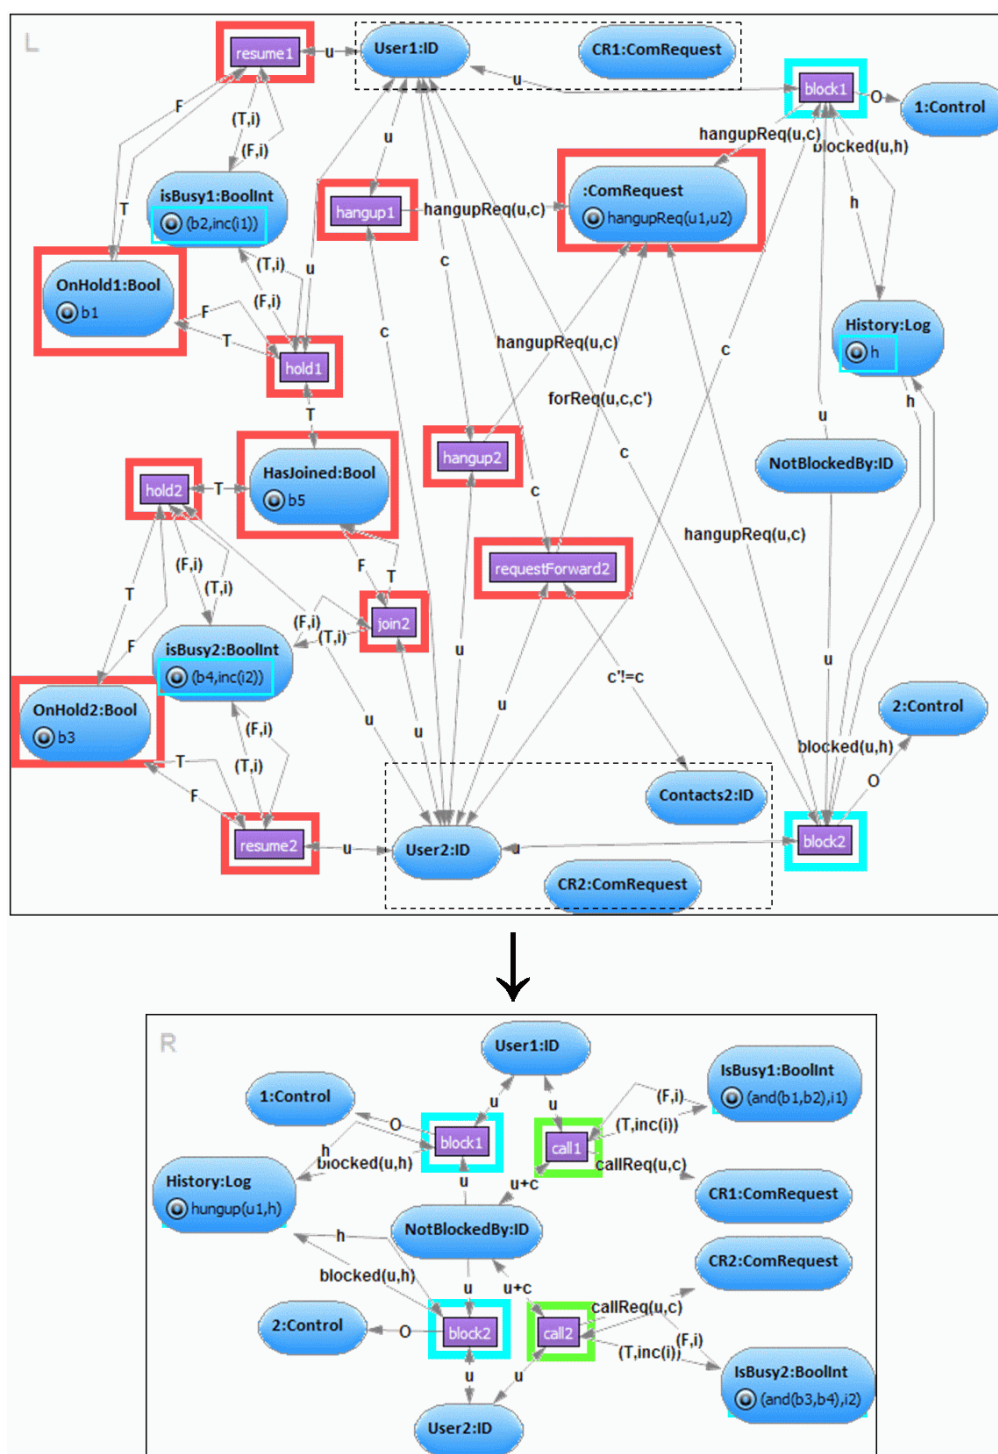 L
resume1
u
User1:ID
CR1:ComRequest
u
block1
O
1:Control
F
(T,i)
(F,i)
u
hangupReq(u,c)
blocked(u,h)
T
isBusy1:BoolInt
(b2,inc(i1))
hangup1
hangupReq(u,c)
:ComRequest
hangupReq(u1,u2)
h
OnHold1:Bool
b1
(T,i)
(F,i)
u
c
F
T
hold1
c
hangupReq(u,c)
c
History:Log
h
T
forReq(u,c,c')
h
u
hold2
T
HasJoined:Bool
b5
hangup2
c
c
NotBlockedBy:ID
(F,i)
(T,i)
F
T
requestForward2
hangupReq(u,c)
T
F
(F,i)
(T,i)
join2
isBusy2:BoolInt
(b4,inc(i2))
u
c'!=c
u
OnHold2:Bool
b3
(F,i)
(T,i)
u
u
u
2:Control
T
F
blocked(u,h)
O
Contacts2:ID
resume2
u
User2:ID
u
block2
CR2:ComRequest
R
User1:ID
IsBusy1:BoolInt
(and(b1,b2),i1)
1:Control
u
u
(F,i)
(T,inc(i))
O
block1
call1
h
blocked(u,h)
callReq(u,c)
History:Log
hungup(u1,h)
u
u+c
CR1:ComRequest
NotBlockedBy:ID
h
CR2:ComRequest
blocked(u,h)
u
u+c
callReq(u,c)
2:Control
O
block2
call2
(F,i)
(T,inc(i))
u
u
IsBusy2:BoolInt
(and(b3,b4),i2)
User2:ID